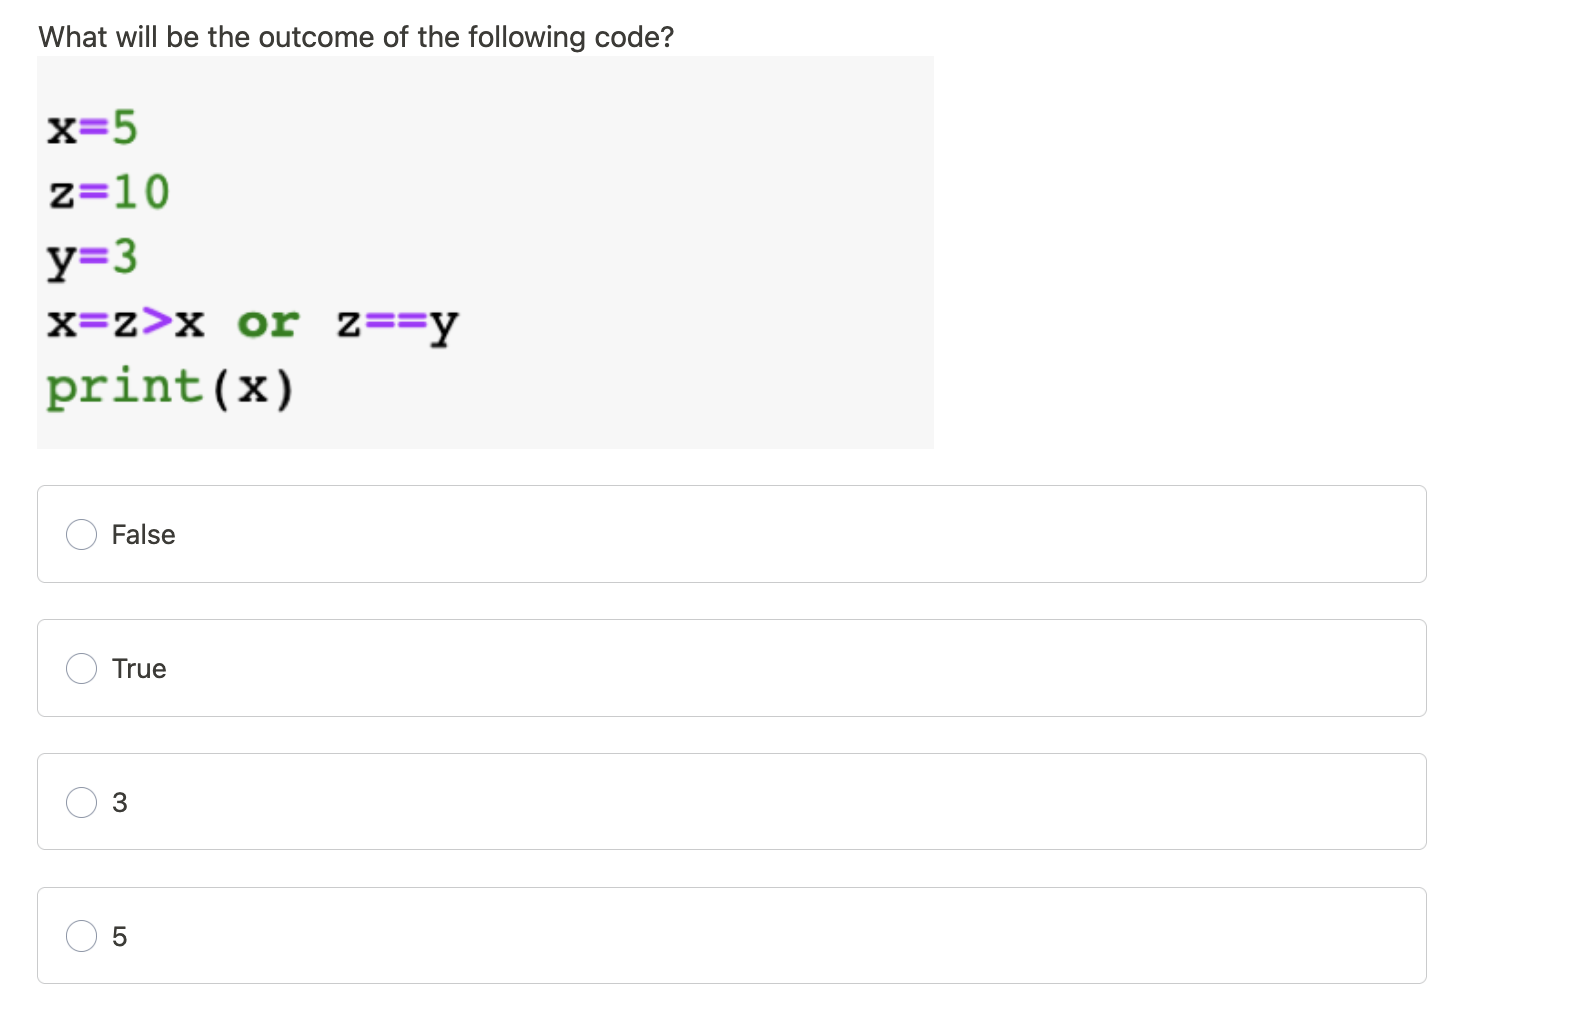 What will be the outcome of the following code?
x=5
z=10
y=3
x=z>x or z==y
print(x)
False
True
3
5